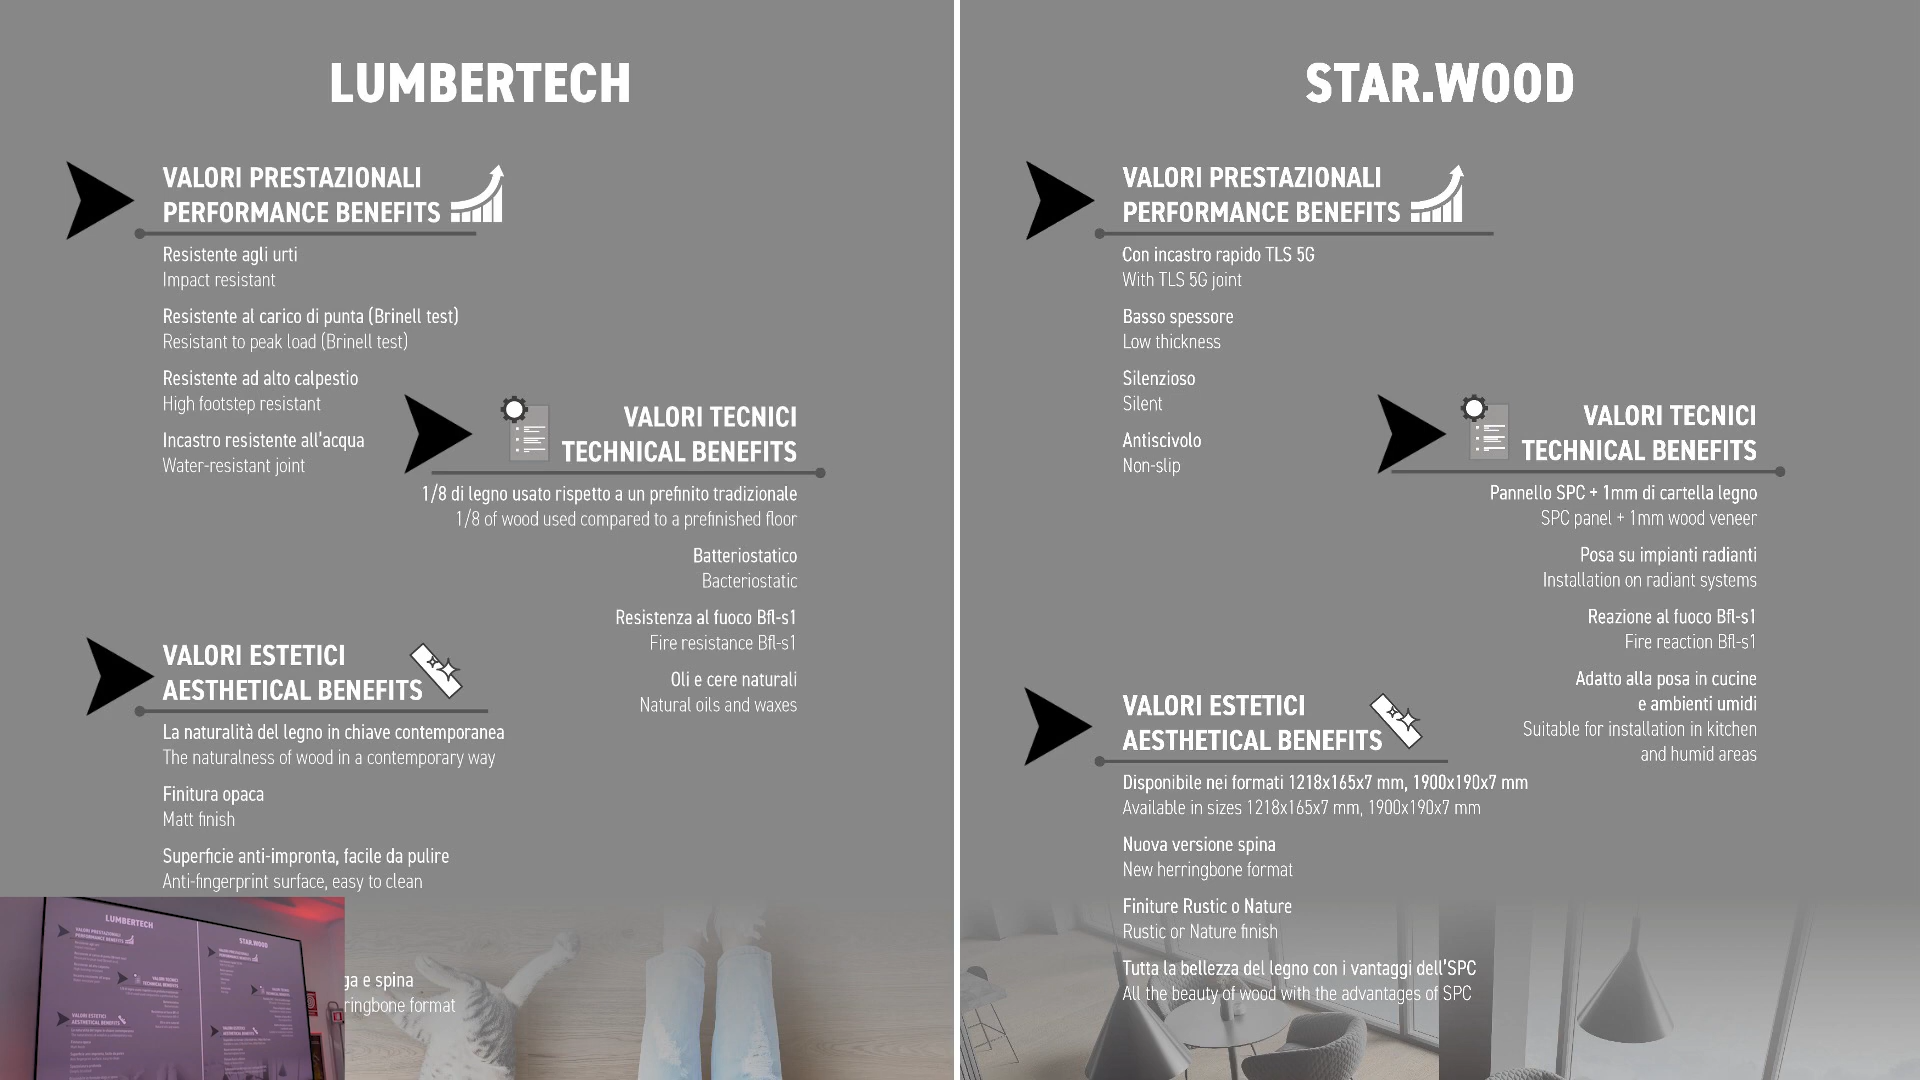 LUMBERTECH
VALORI PRESTAZIONALI
PERFORMANCE BENEFITS
Resistente agli urti
Impact resistant
Resistente al carico di punta (Brinell test)
Resistant to peak load (Brinell test)
Resistente ad alto calpestio
High footstep resistant
Incastro resistente all'acqua
Water-resistant joint
VALORI TECNICI
TECHNICAL BENEFITS
1/8 di legno usato rispetto a un prefinito tradizionale
1/8 of wood used compared to a prefinished floor
Batteriostatico
Bacteriostatic
Resistenza al fuoco Bfl-s1
Fire resistance Bfl-s1
Oli e cere naturali
Natural oils and waxes
VALORI ESTETICI
AESTHETICAL BENEFITS
La naturalità del legno in chiave contemporanea
The naturalness of wood in a contemporary way
Finitura opaca
Matt finish
Superficie anti-impronta, facile da pulire
Anti-fingerprint surface, easy to clean
e spina
format
STAR.WOOD
VALORI PRESTAZIONALI
PERFORMANCE BENEFITS
Con incastro rapido TLS 5G
With TLS 5G joint
Basso spessore
Low thickness
Silenzioso
Silent
Antiscivolo
Non-slip
VALORI TECNICI
TECHNICAL BENEFITS
Pannello SPC + 1mm di cartella legno
SPC panel + 1mm wood veneer
Posa su impianti radianti
Installation on radiant systems
Reazione al fuoco Bfl-s1
Fire reaction Bfl-s1
Adatto alla posa in cucine
e ambienti umidi
Suitable for installation in kitchen
and humid areas
VALORI ESTETICI
AESTHETICAL BENEFITS
Disponibile nei formati 1218x165x7 mm, 1900x190x7 mm
Available in sizes 1218x165x7 mm, 1900x190x7 mm
Nuova versione spina
New herringbone format
Finiture Rustic o Nature
Rustic or Nature finish
Tutta la bellezza del legno con i vantaggi dell'SPC
All the beauty of wood with the advantages of SPC
LUMBERTECH
VALORI PRESTAZIONALI
PERFORMANCE BENEFITS
VALORI TECNICI
TECHNICAL BENEFITS
VALORI ESTETICI
AESTHETICAL BENEFITS
STAR.WOOD